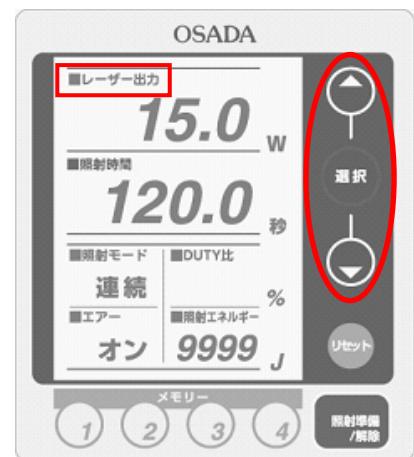 OSADA
■レーザー出力
15.0 W
■照射時間
120.0 秒
■照射モード ■DUTY比
連続 %
■エアー ■照射エネルギー
オン 9999 J
選択
リセット
メモリー
1 2 3 4
照射準備
/解除